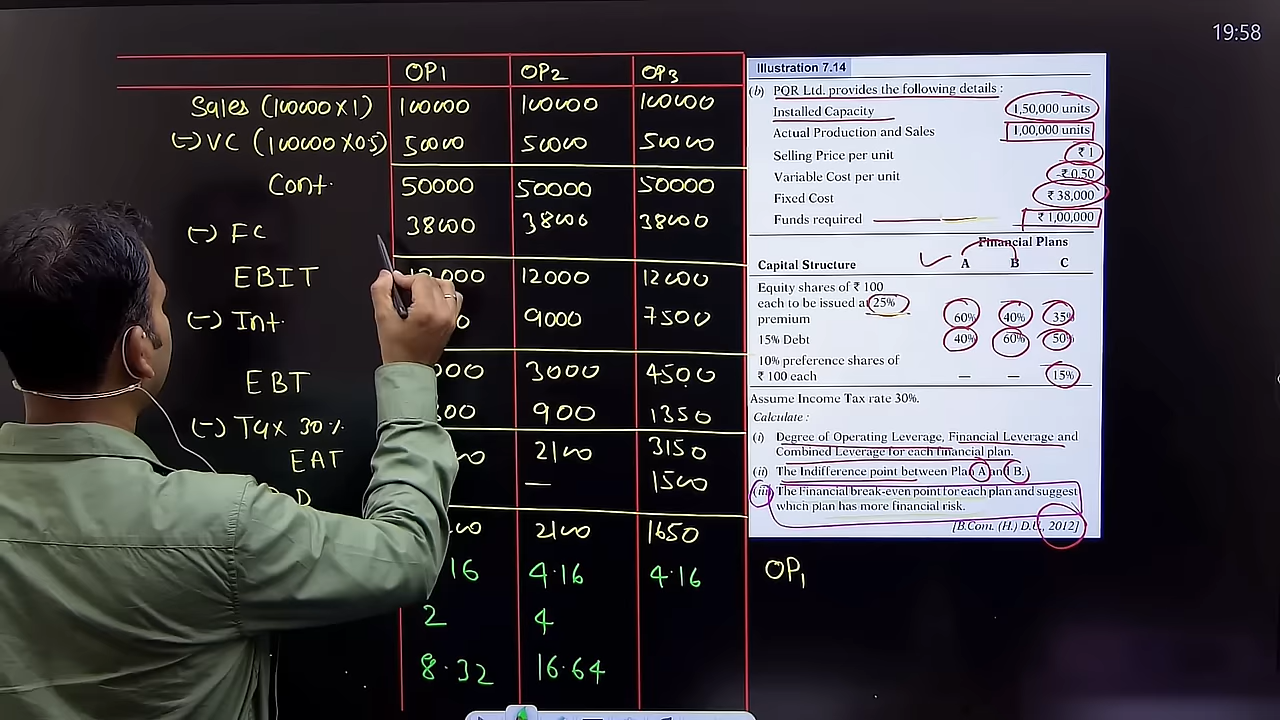 19:58
OP1 OP2 OP3
Sales (100000 X 1) 100000 100000 100000
(-) VC (100000 X 0.5) 50000 50000 50000
Cont. 50000 50000 50000
(-) FC 38000 38000 38000
EBIT 12000 12000
(-) Int. 9000 7500
EBT 3000 4500
(-) Tax 30% 900 1350
EAT 2100 3150
D — 1500
2100 1650
16 4.16 4.16
2 4
8.32 16.64
OP1
Illustration 7.14
(b) PQR Ltd. provides the following details :
Installed Capacity 1,50,000 units
Actual Production and Sales 1,00,000 units
Selling Price per unit ₹ 1
Variable Cost per unit ₹ 0.50
Fixed Cost ₹ 38,000
Funds required ₹ 1,00,000
Financial Plans
Capital Structure A B C
Equity shares of ₹ 100
each to be issued at 25%
premium 60% 40% 35%
15% Debt 40% 60% 50%
10% preference shares of
₹ 100 each — — 15%
Assume Income Tax rate 30%.
Calculate :
(i) Degree of Operating Leverage, Financial Leverage and
Combined Leverage for each financial plan.
(ii) The Indifference point between Plan A and B.
(iii) The Financial break-even point for each plan and suggest
which plan has more financial risk.
[B.Com. (H.) D.U., 2012]